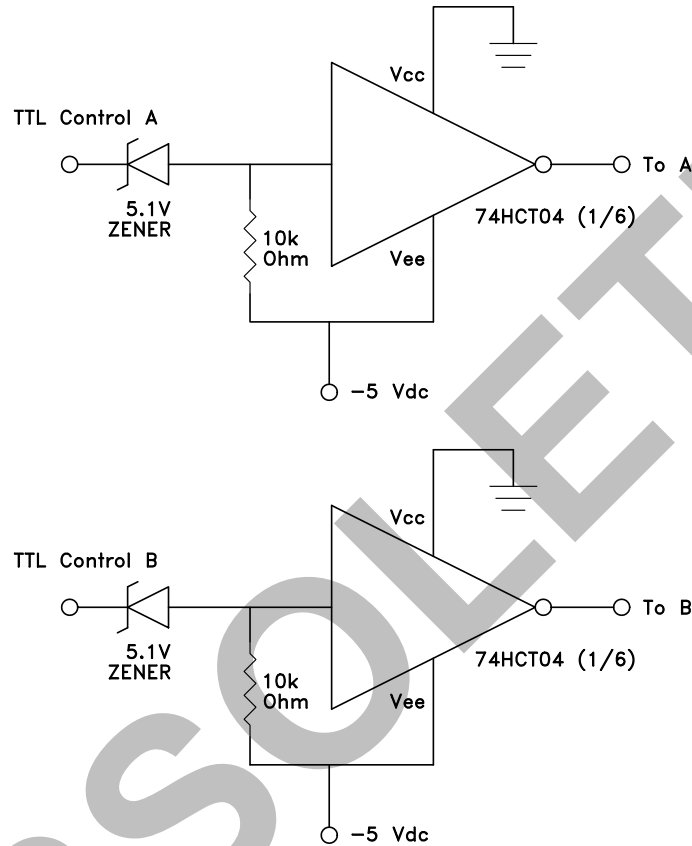 Vcc
TTL Control A
To A
5.1V
ZENER
74HCT04 (1/6)
10k
Ohm
Vee
-5 Vdc
Vcc
TTL Control B
To B
5.1V
ZENER
74HCT04 (1/6)
10k
Ohm
Vee
-5 Vdc